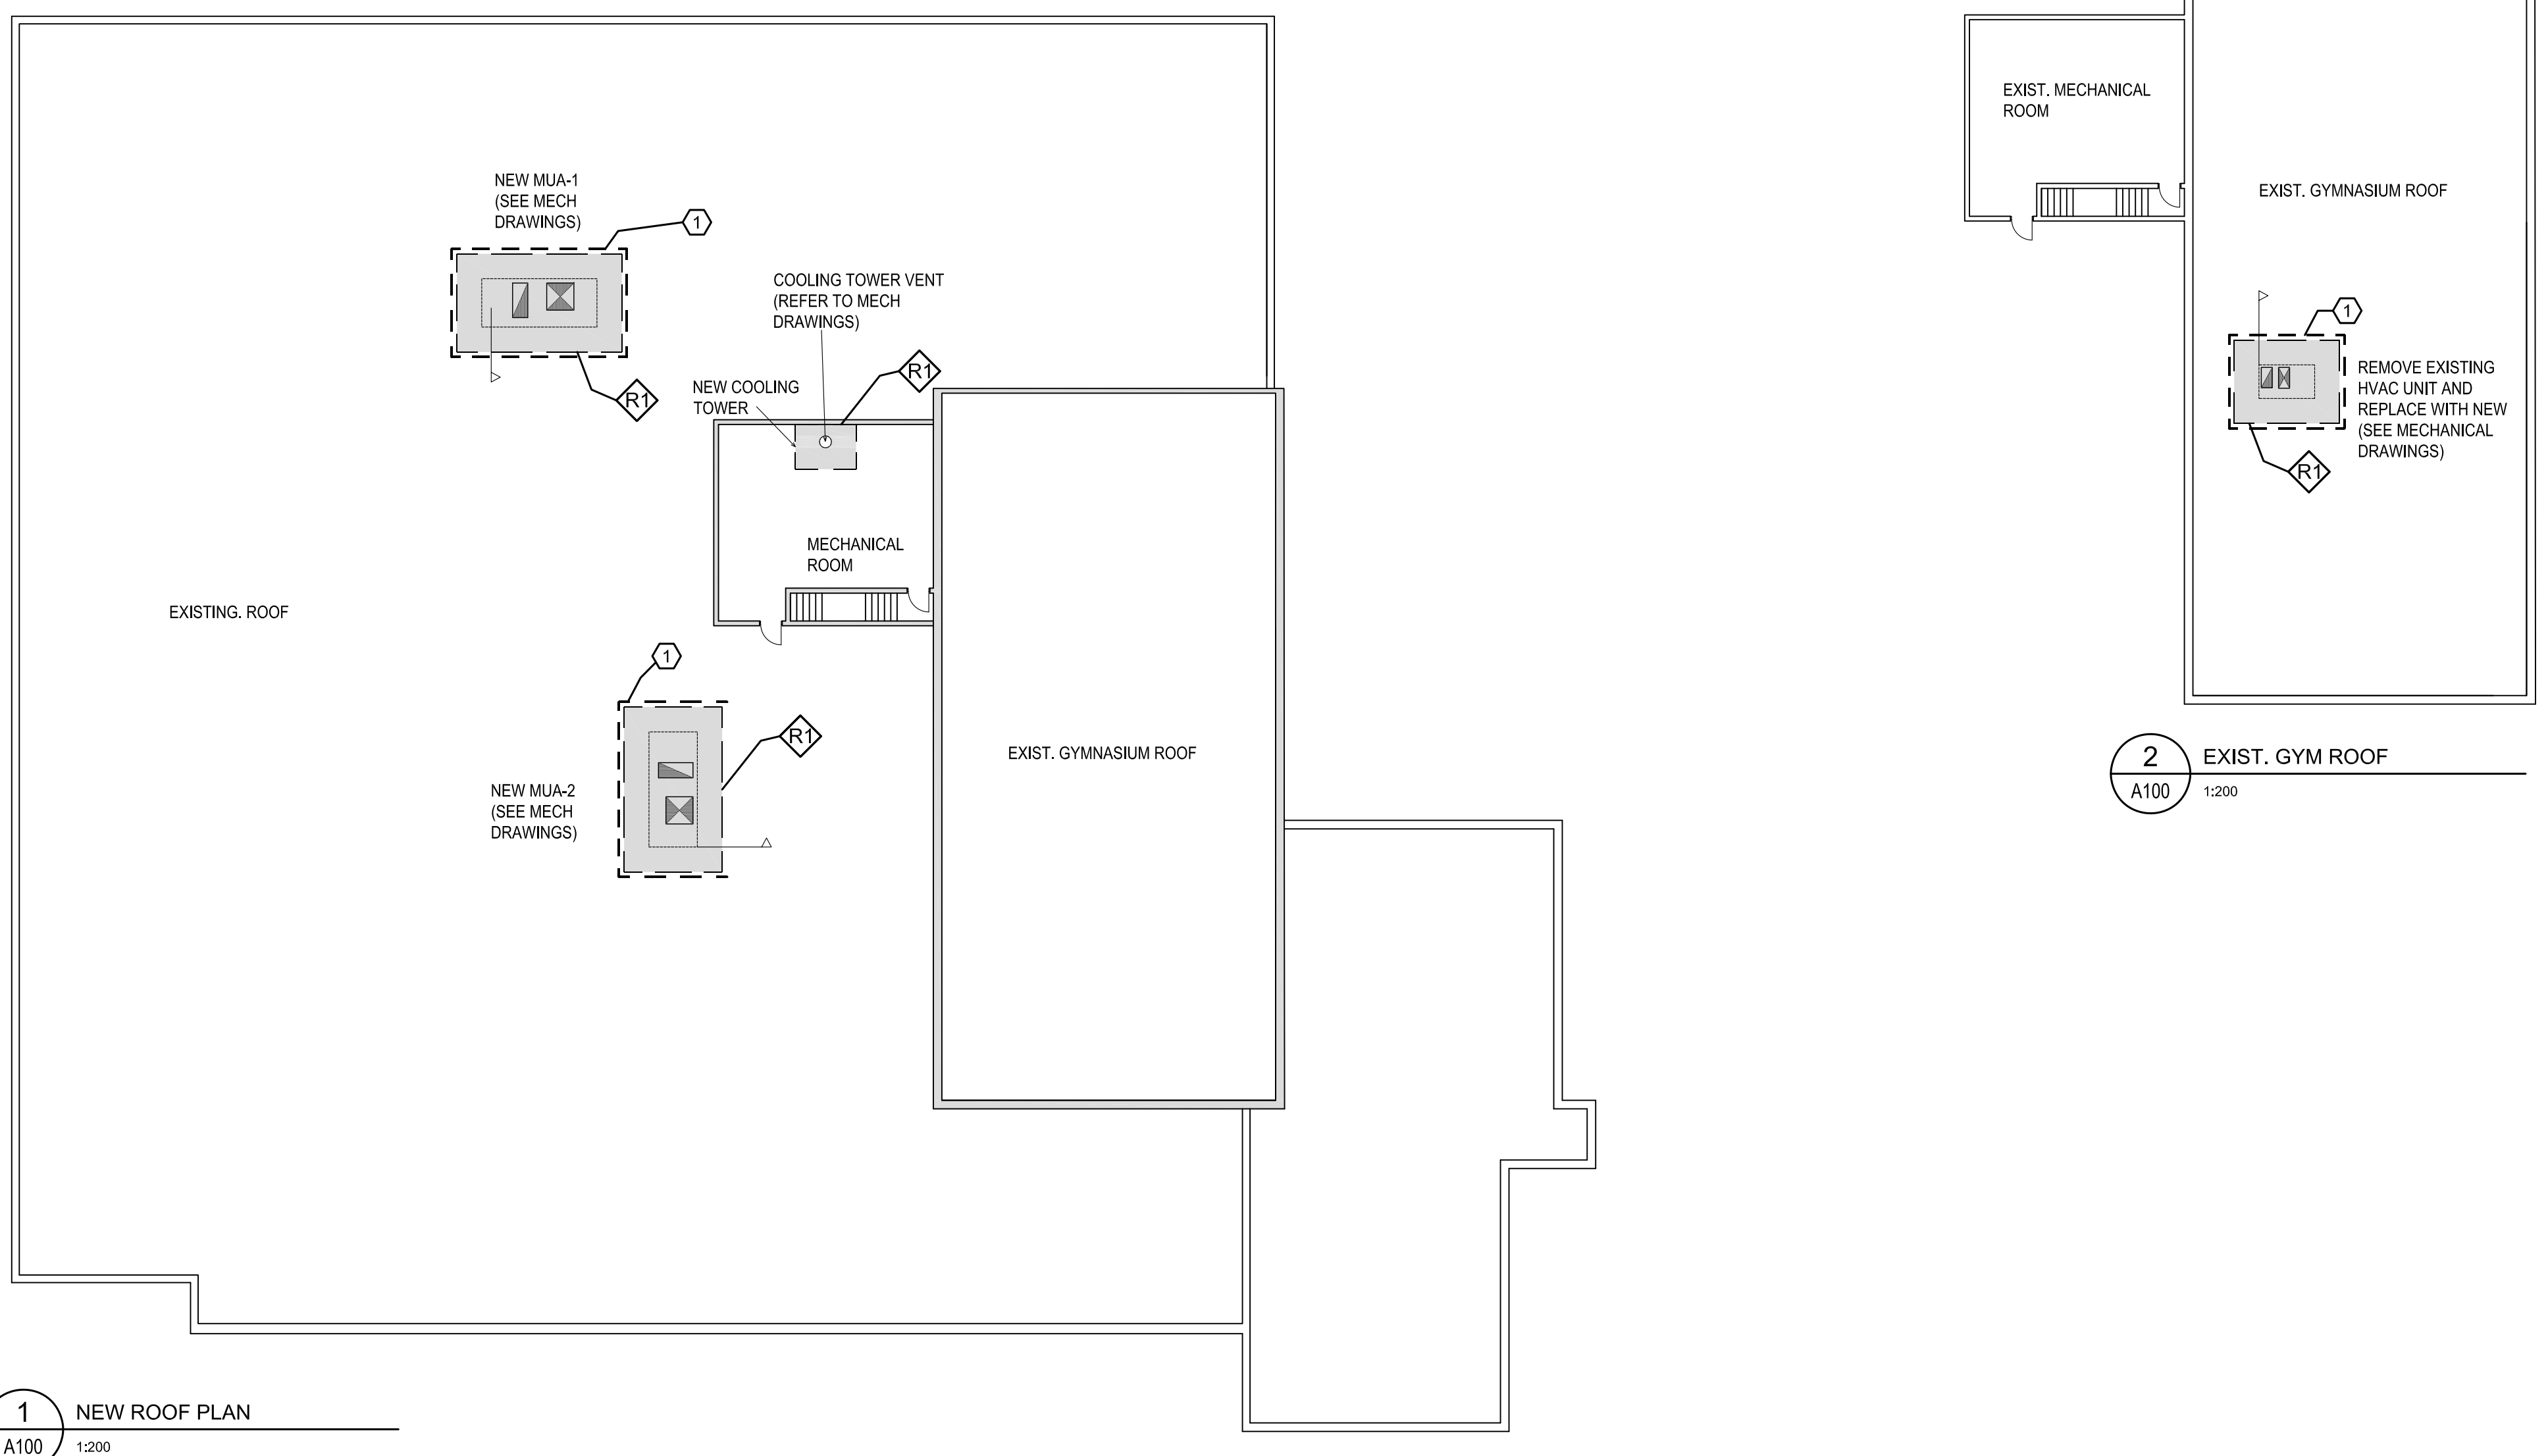 NEW MUA-1
(SEE MECH
DRAWINGS)
1
R1
COOLING TOWER VENT
(REFER TO MECH
DRAWINGS)
R1
NEW COOLING
TOWER
MECHANICAL
ROOM
EXISTING. ROOF
1
R1
NEW MUA-2
(SEE MECH
DRAWINGS)
EXIST. GYMNASIUM ROOF
1
A100
NEW ROOF PLAN
1:200
EXIST. MECHANICAL
ROOM
EXIST. GYMNASIUM ROOF
1
REMOVE EXISTING
HVAC UNIT AND
REPLACE WITH NEW
(SEE MECHANICAL
DRAWINGS)
R1
2
A100
EXIST. GYM ROOF
1:200